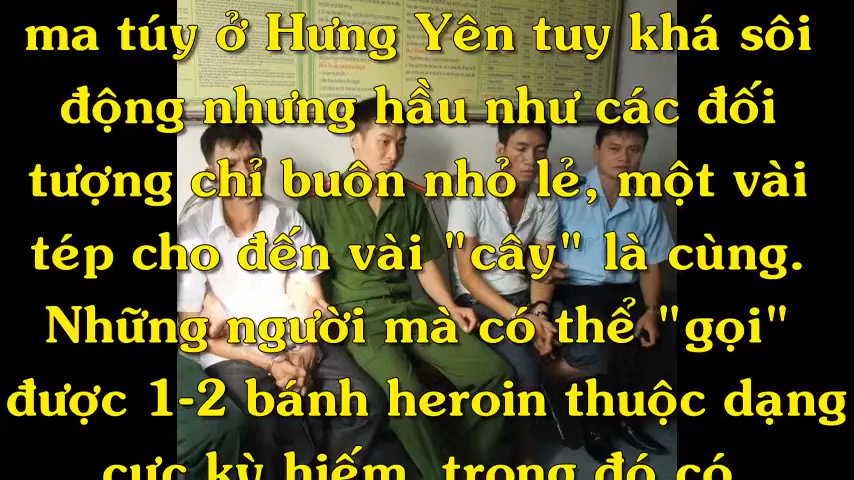 ma túy ở Hưng Yên tuy khá sôi
động nhưng hầu như các đối
tượng chỉ buôn nhỏ lẻ, một vài
tép cho đến vài "cây" là cùng.
Những người mà có thể "gọi"
được 1-2 bánh heroin thuộc dạng
cực kỳ hiếm, trong đó có